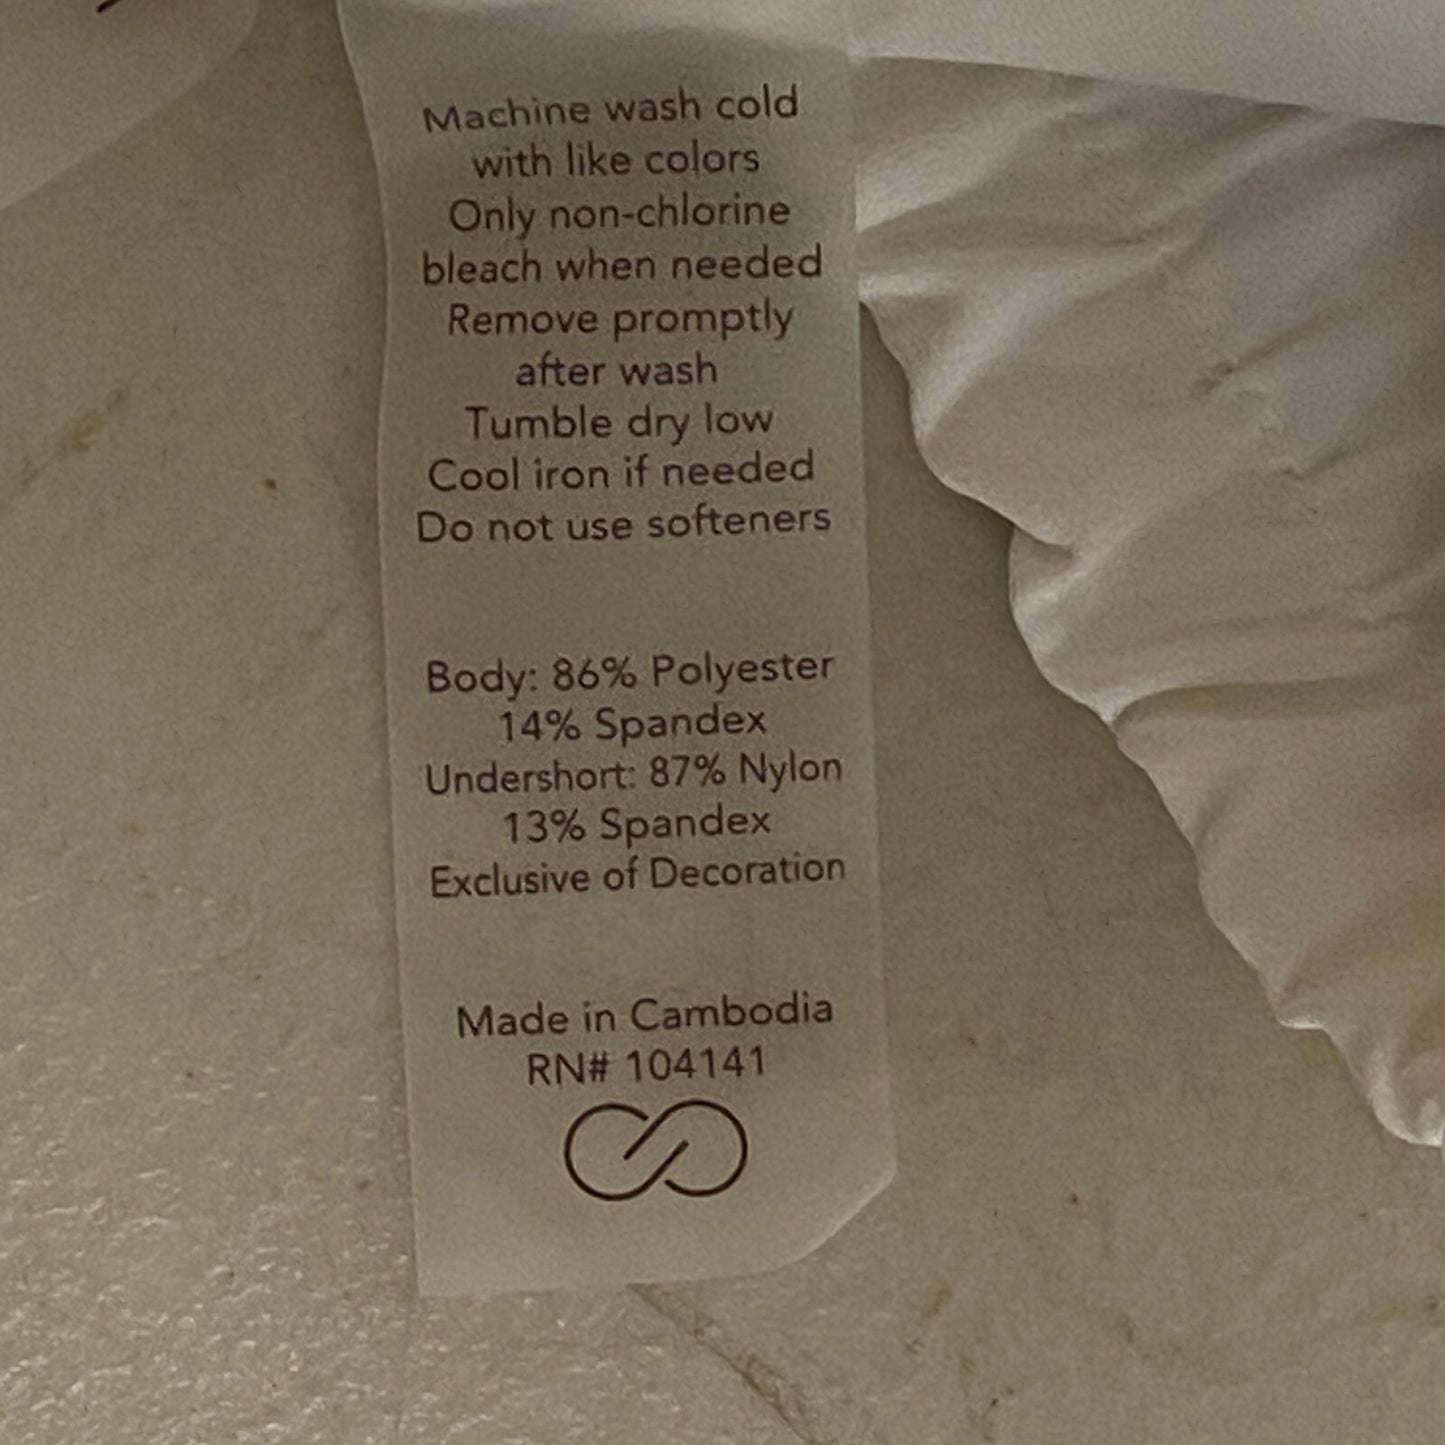 Machine wash cold
with like colors
Only non-chlorine
bleach when needed
Remove promptly
after wash
Tumble dry low
Cool iron if needed
Do not use softeners
Body: 86% Polyester
14% Spandex
Undershort: 87% Nylon
13% Spandex
Exclusive of Decoration
Made in Cambodia
RN# 104141